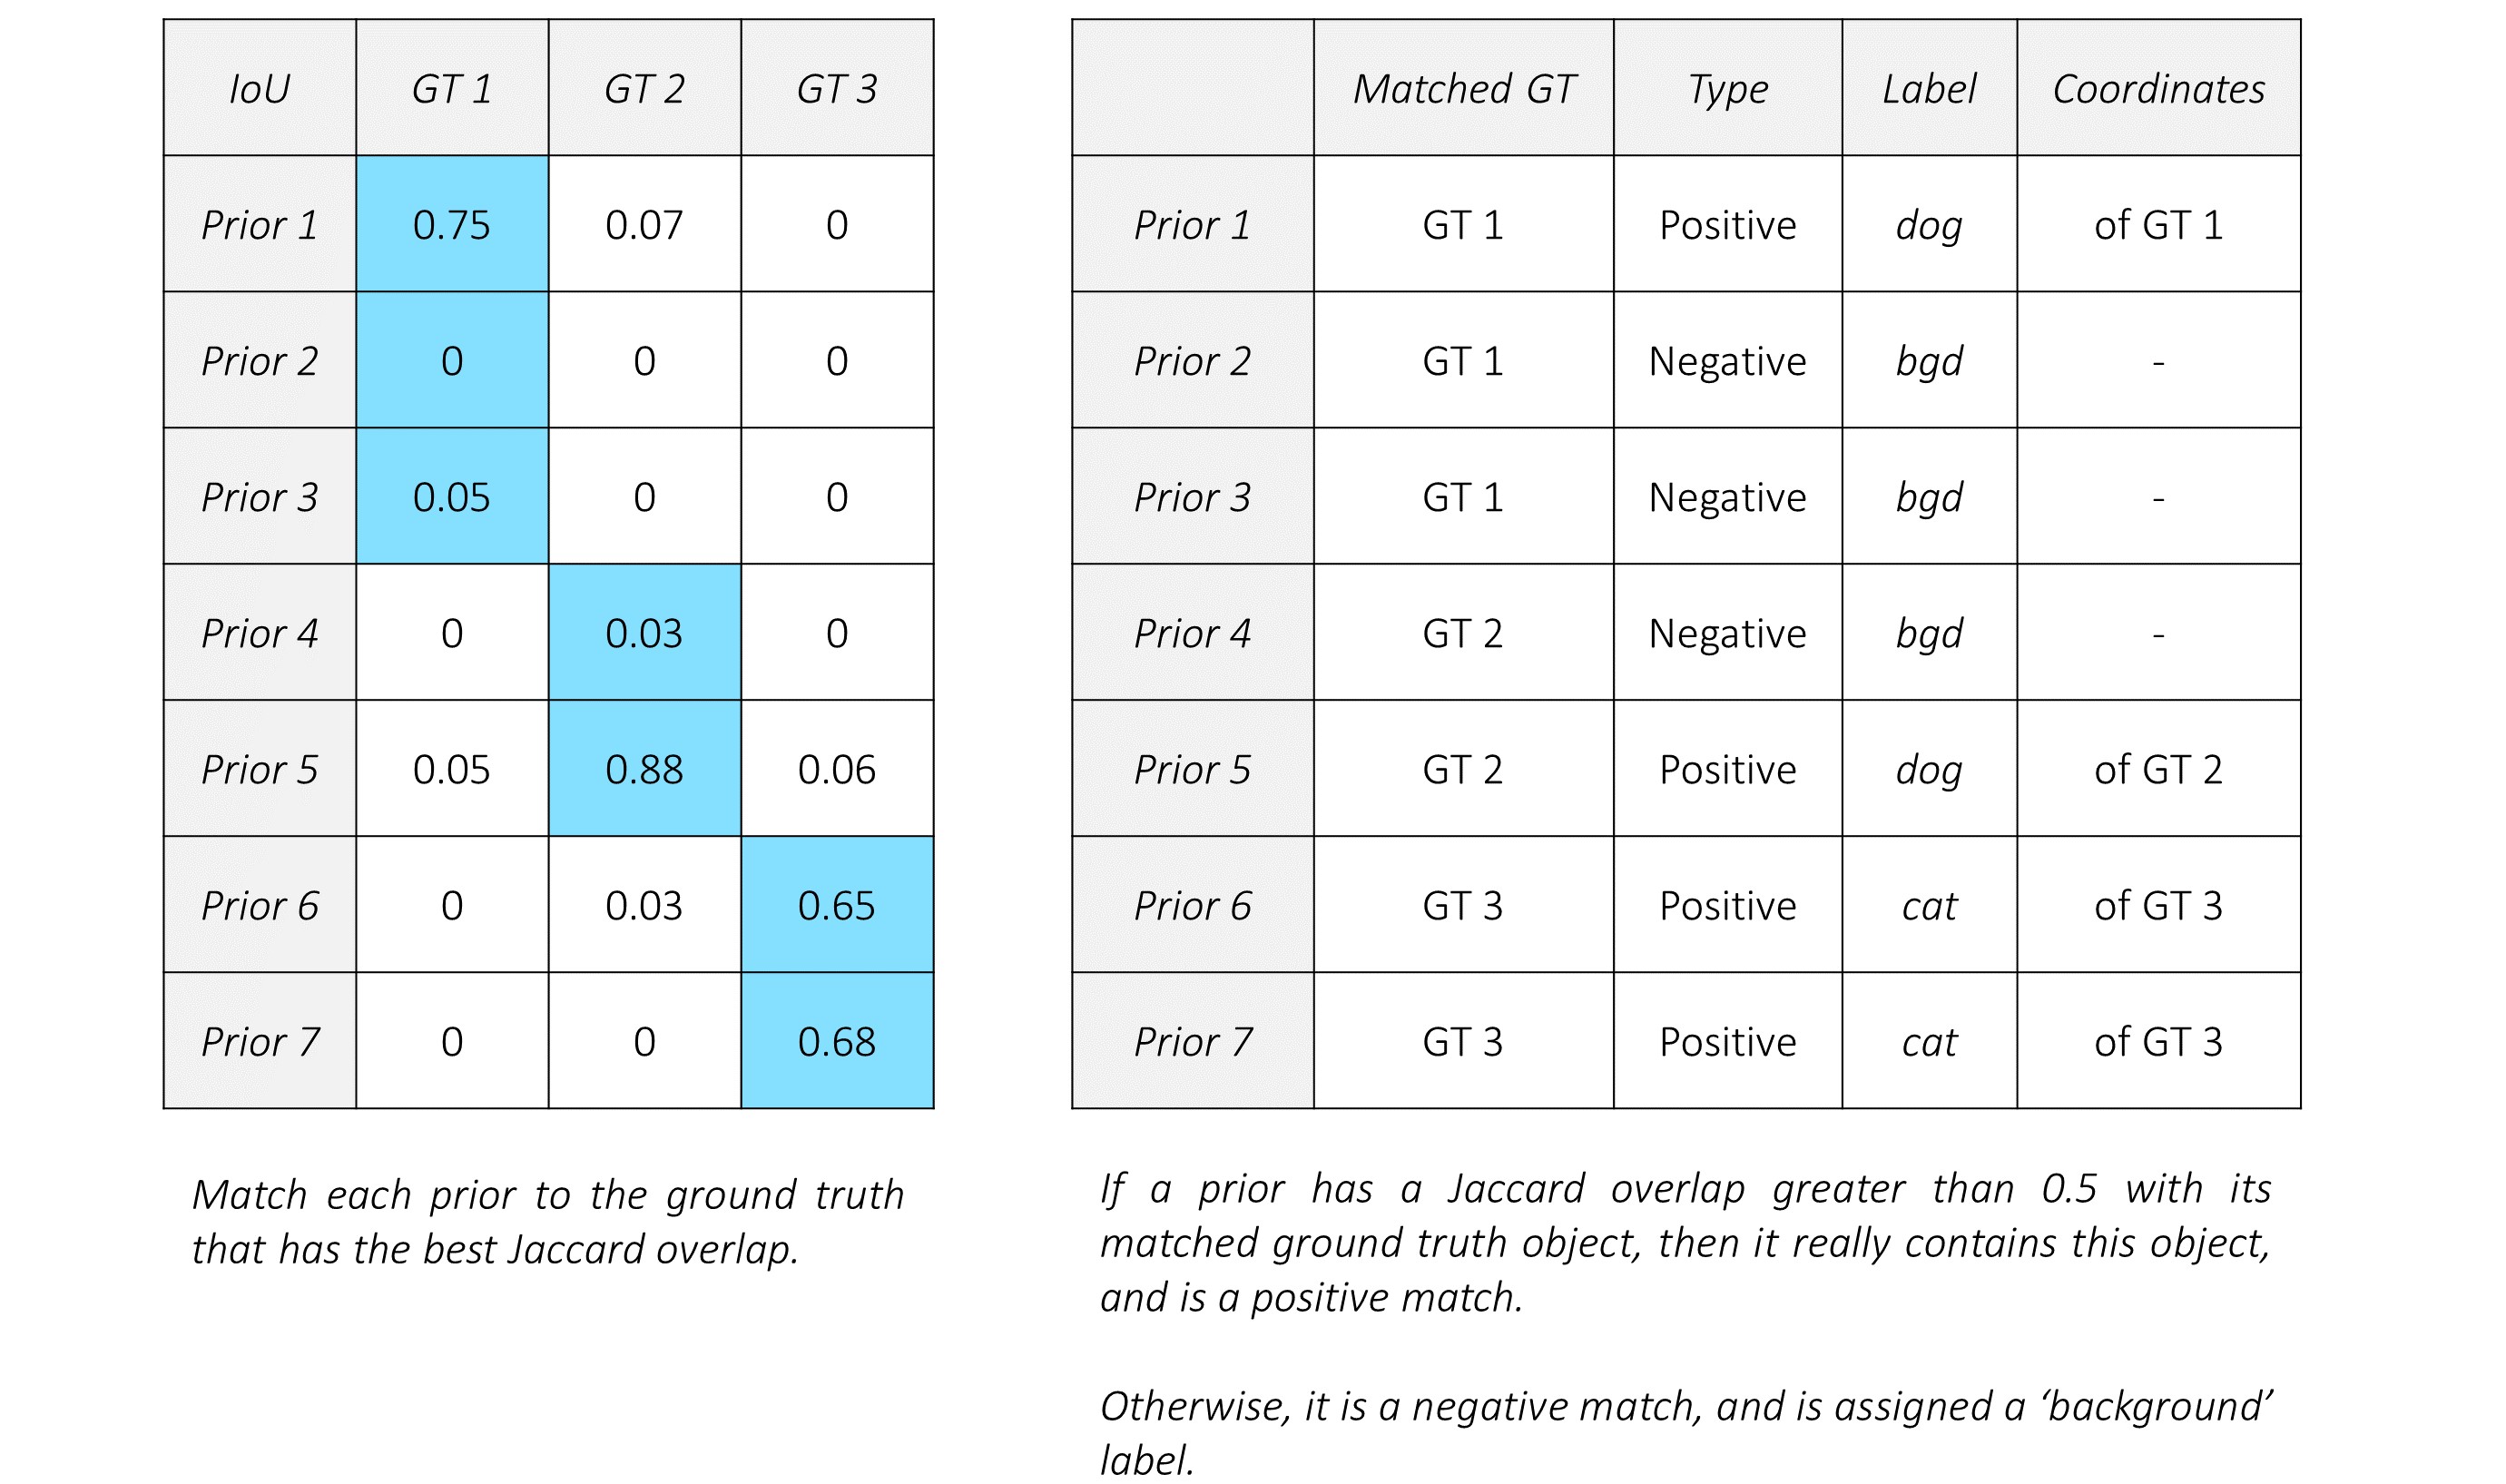 IoU GT 1 GT 2 GT 3
Prior 1 0.75 0.07 0
Prior 2 0 0 0
Prior 3 0.05 0 0
Prior 4 0 0.03 0
Prior 5 0.05 0.88 0.06
Prior 6 0 0.03 0.65
Prior 7 0 0 0.68
Match each prior to the ground truth
that has the best Jaccard overlap.
Matched GT Type Label Coordinates
Prior 1 GT 1 Positive dog of GT 1
Prior 2 GT 1 Negative bgd -
Prior 3 GT 1 Negative bgd -
Prior 4 GT 2 Negative bgd -
Prior 5 GT 2 Positive dog of GT 2
Prior 6 GT 3 Positive cat of GT 3
Prior 7 GT 3 Positive cat of GT 3
If a prior has a Jaccard overlap greater than 0.5 with its
matched ground truth object, then it really contains this object,
and is a positive match.
Otherwise, it is a negative match, and is assigned a ‘background’
label.